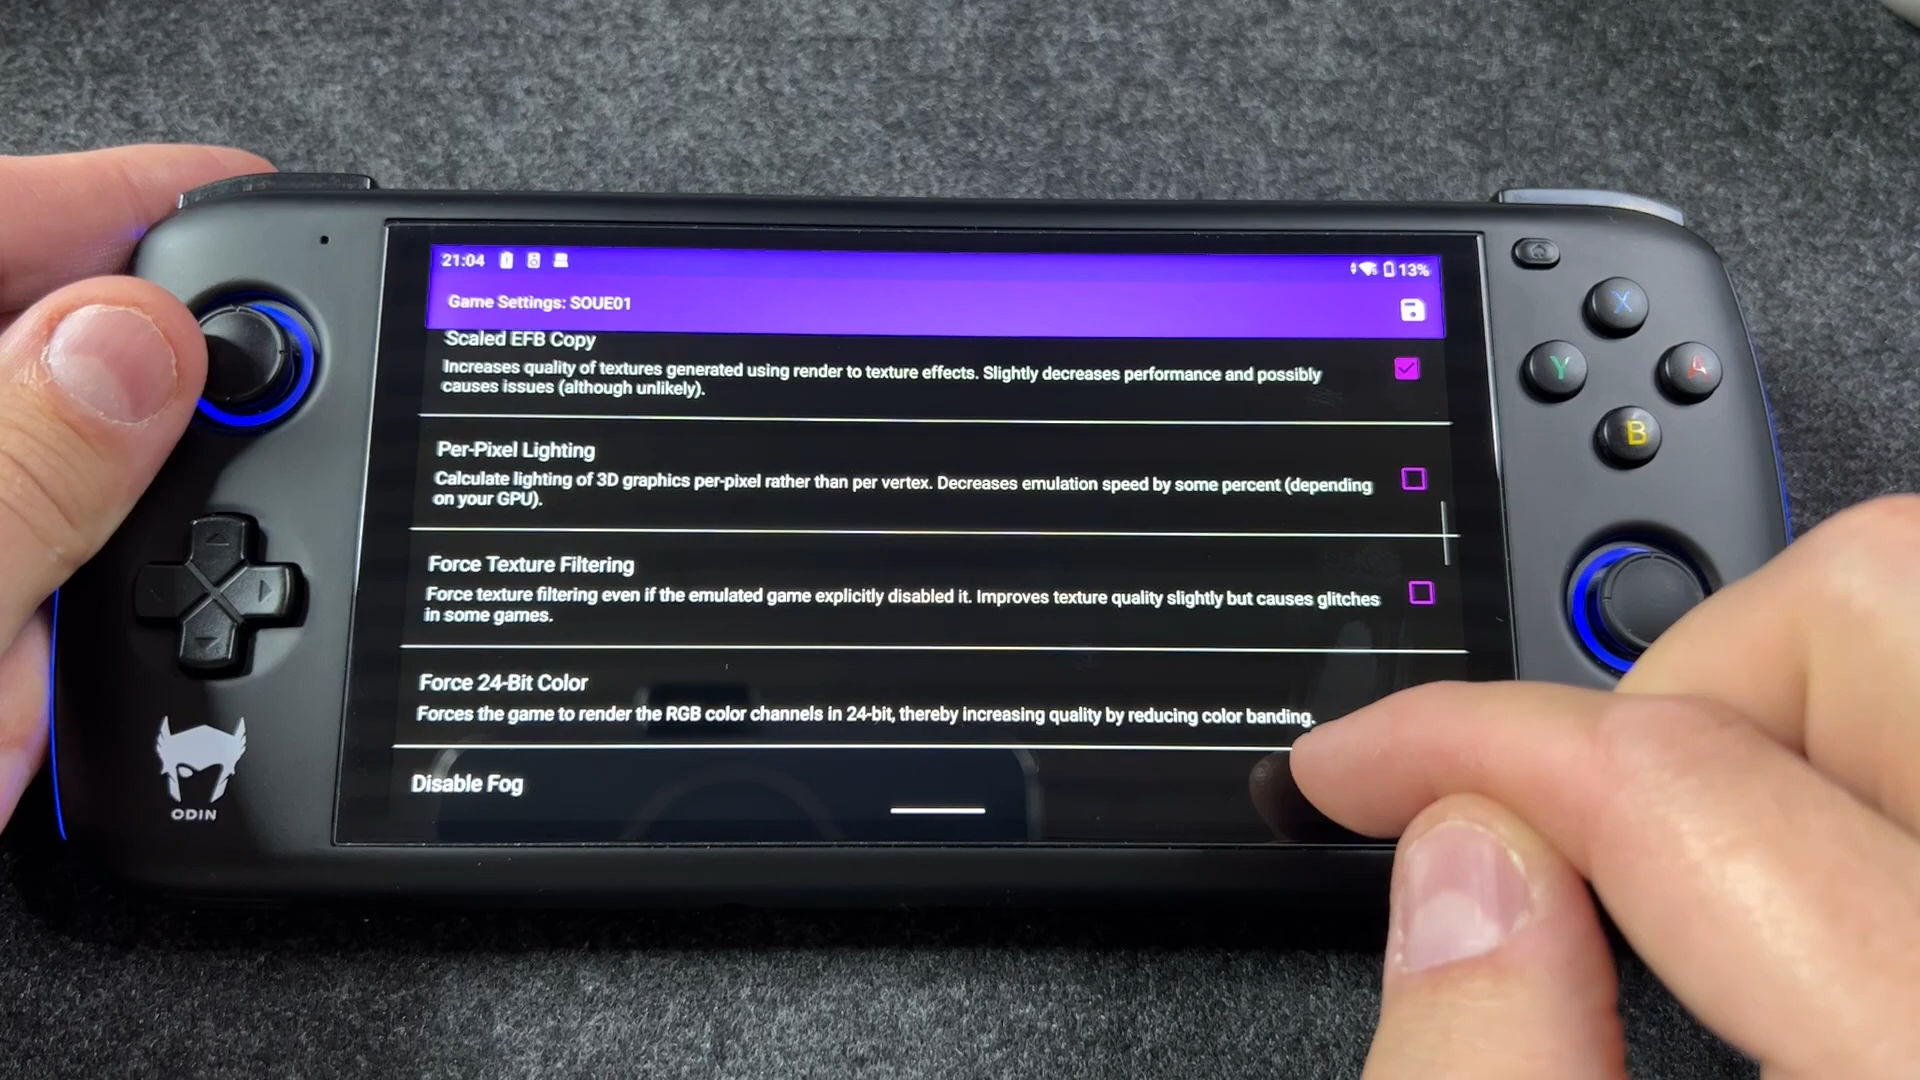 21:04
13%
Game Settings: SOUE01
Scaled EFB Copy
Increases quality of textures generated using render to texture effects. Slightly decreases performance and possibly
causes issues (although unlikely).
Per-Pixel Lighting
Calculate lighting of 3D graphics per-pixel rather than per vertex. Decreases emulation speed by some percent (depending
on your GPU).
Force Texture Filtering
Force texture filtering even if the emulated game explicitly disabled it. Improves texture quality slightly but causes glitches
in some games.
Force 24-Bit Color
Forces the game to render the RGB color channels in 24-bit, thereby increasing quality by reducing color banding.
Disable Fog
X
Y
A
B
ODIN